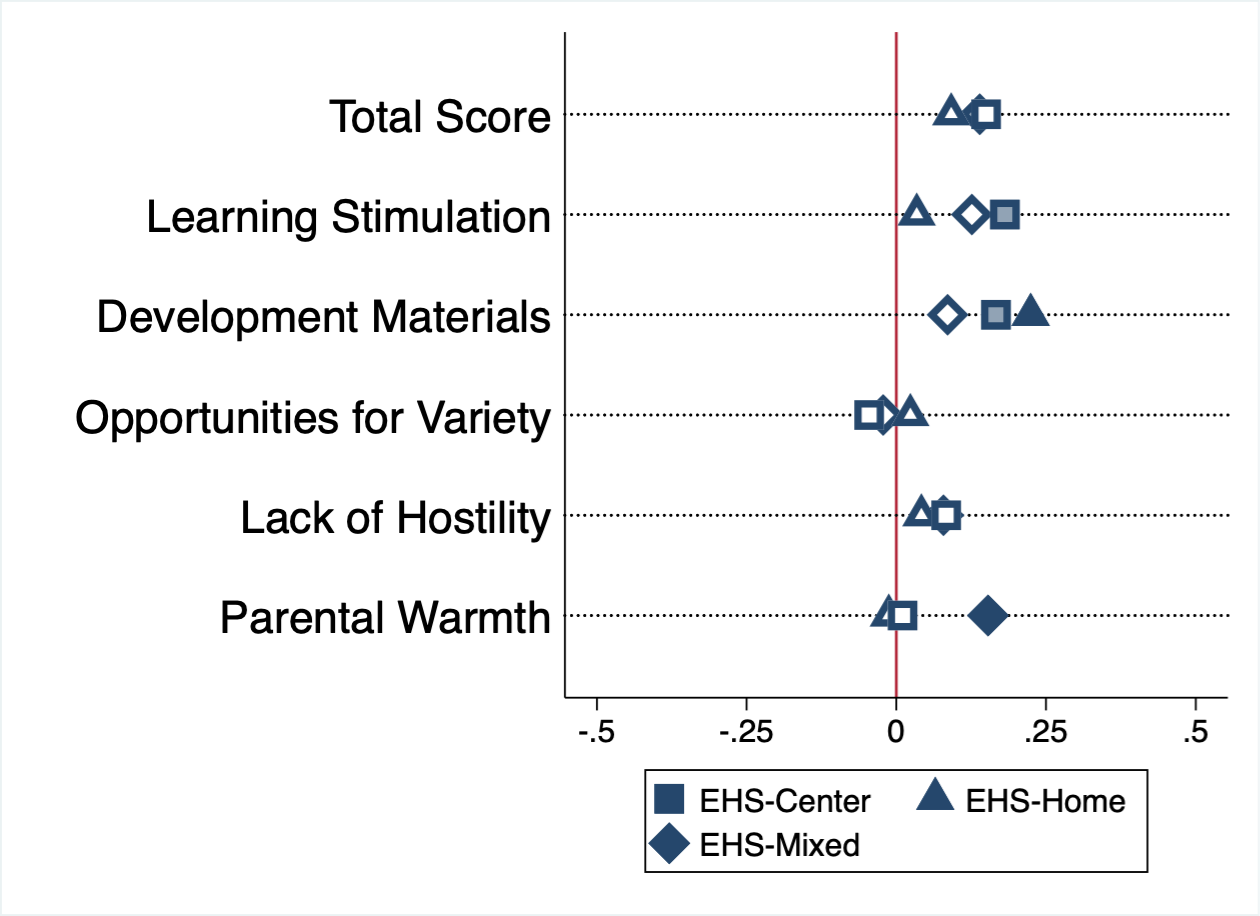 Total Score
Learning Stimulation
Development Materials
Opportunities for Variety
Lack of Hostility
Parental Warmth
-.5 -.25 0 .25 .5
EHS-Center EHS-Home
EHS-Mixed